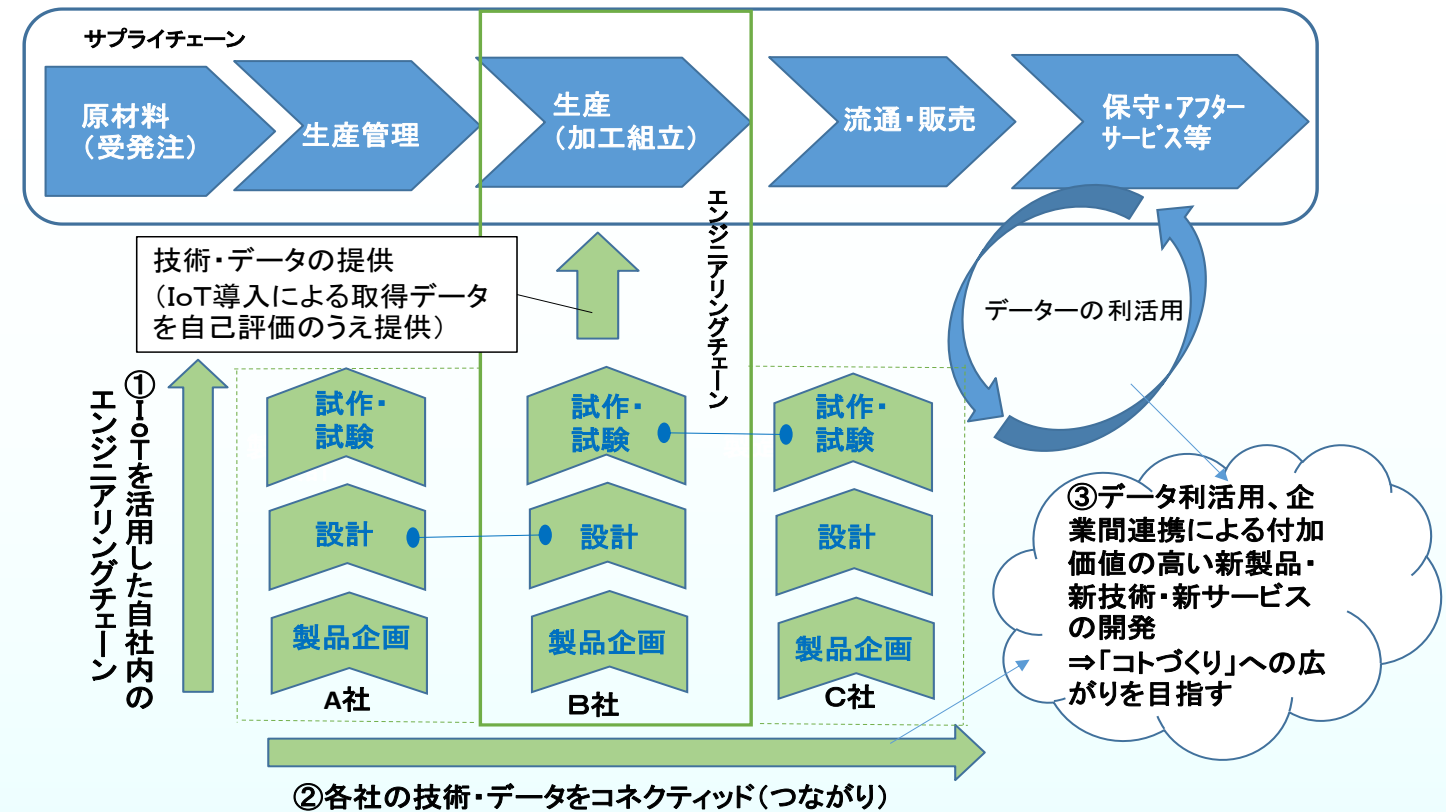 サプライチェーン
原材料
（受発注）
生産管理
生産
（加工組立）
流通・販売
保守・アフター
サービス等
エンジニアリングチェーン
技術・データの提供
（IoT導入による取得データ
を自己評価のうえ提供）
データーの利活用
①ＩｏＴを活用した自社内の
エンジニアリングチェーン
試作・
試験
設計
製品企画
A社
試作・
試験
設計
製品企画
B社
試作・
試験
設計
製品企画
C社
③データ利活用、企
業間連携による付加
価値の高い新製品・
新技術・新サービス
の開発
⇒「コトづくり」への広
がりを目指す
②各社の技術・データをコネクティッド（つながり）